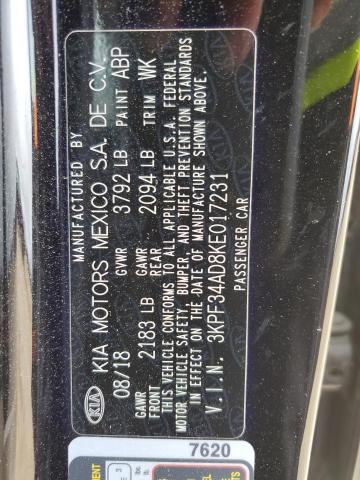 MANUFACTURED BY
KIA KIA MOTORS MEXICO S.A. DE C.V.
08/18 GVWR 3792 LB PAINT ABP
GAWR FRONT 2183 LB GAWR REAR 2094 LB TRIM WK
THIS VEHICLE CONFORMS TO ALL APPLICABLE U.S.A. FEDERAL
MOTOR VEHICLE SAFETY, BUMPER, AND THEFT PREVENTION STANDARDS
IN EFFECT ON THE DATE OF MANUFACTURE SHOWN ABOVE.
V.I.N. 3KPF34AD8KE017231
PASSENGER CAR
7620